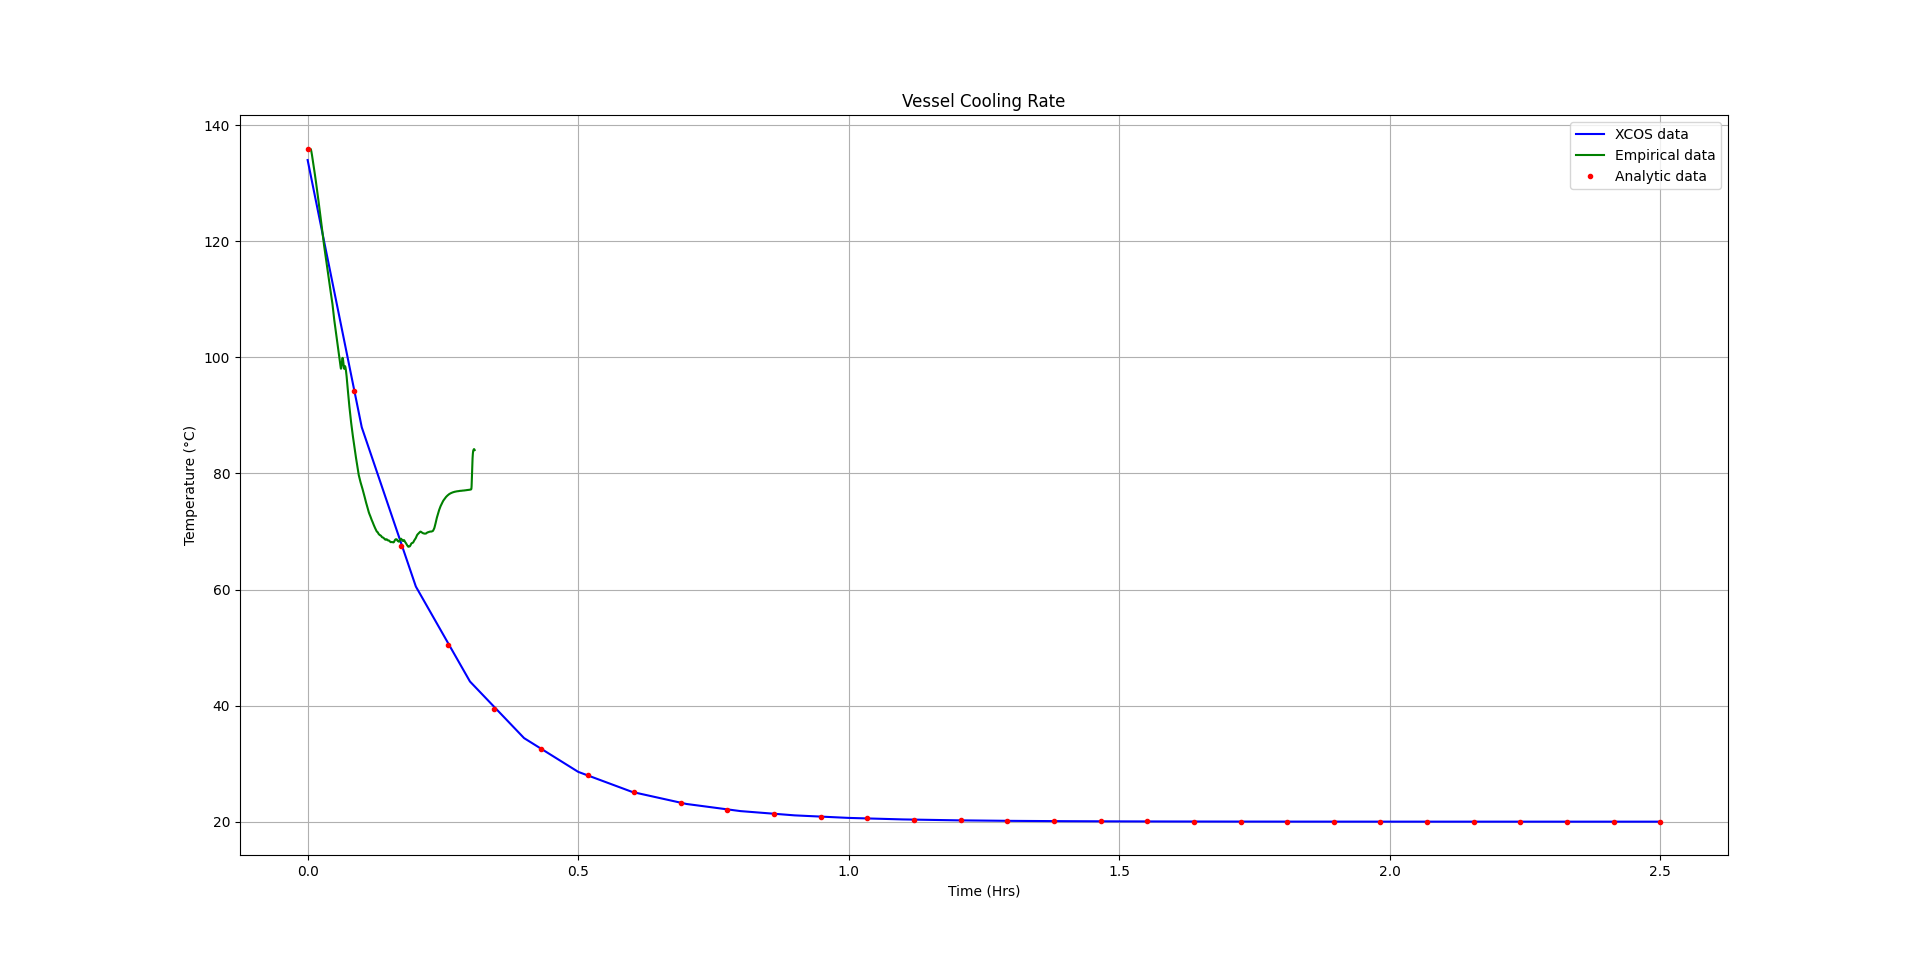 Vessel Cooling Rate
XCOS data
Empirical data
Analytic data
Temperature (°C)
140
120
100
80
60
40
20
0.0 0.5 1.0 1.5 2.0 2.5
Time (Hrs)